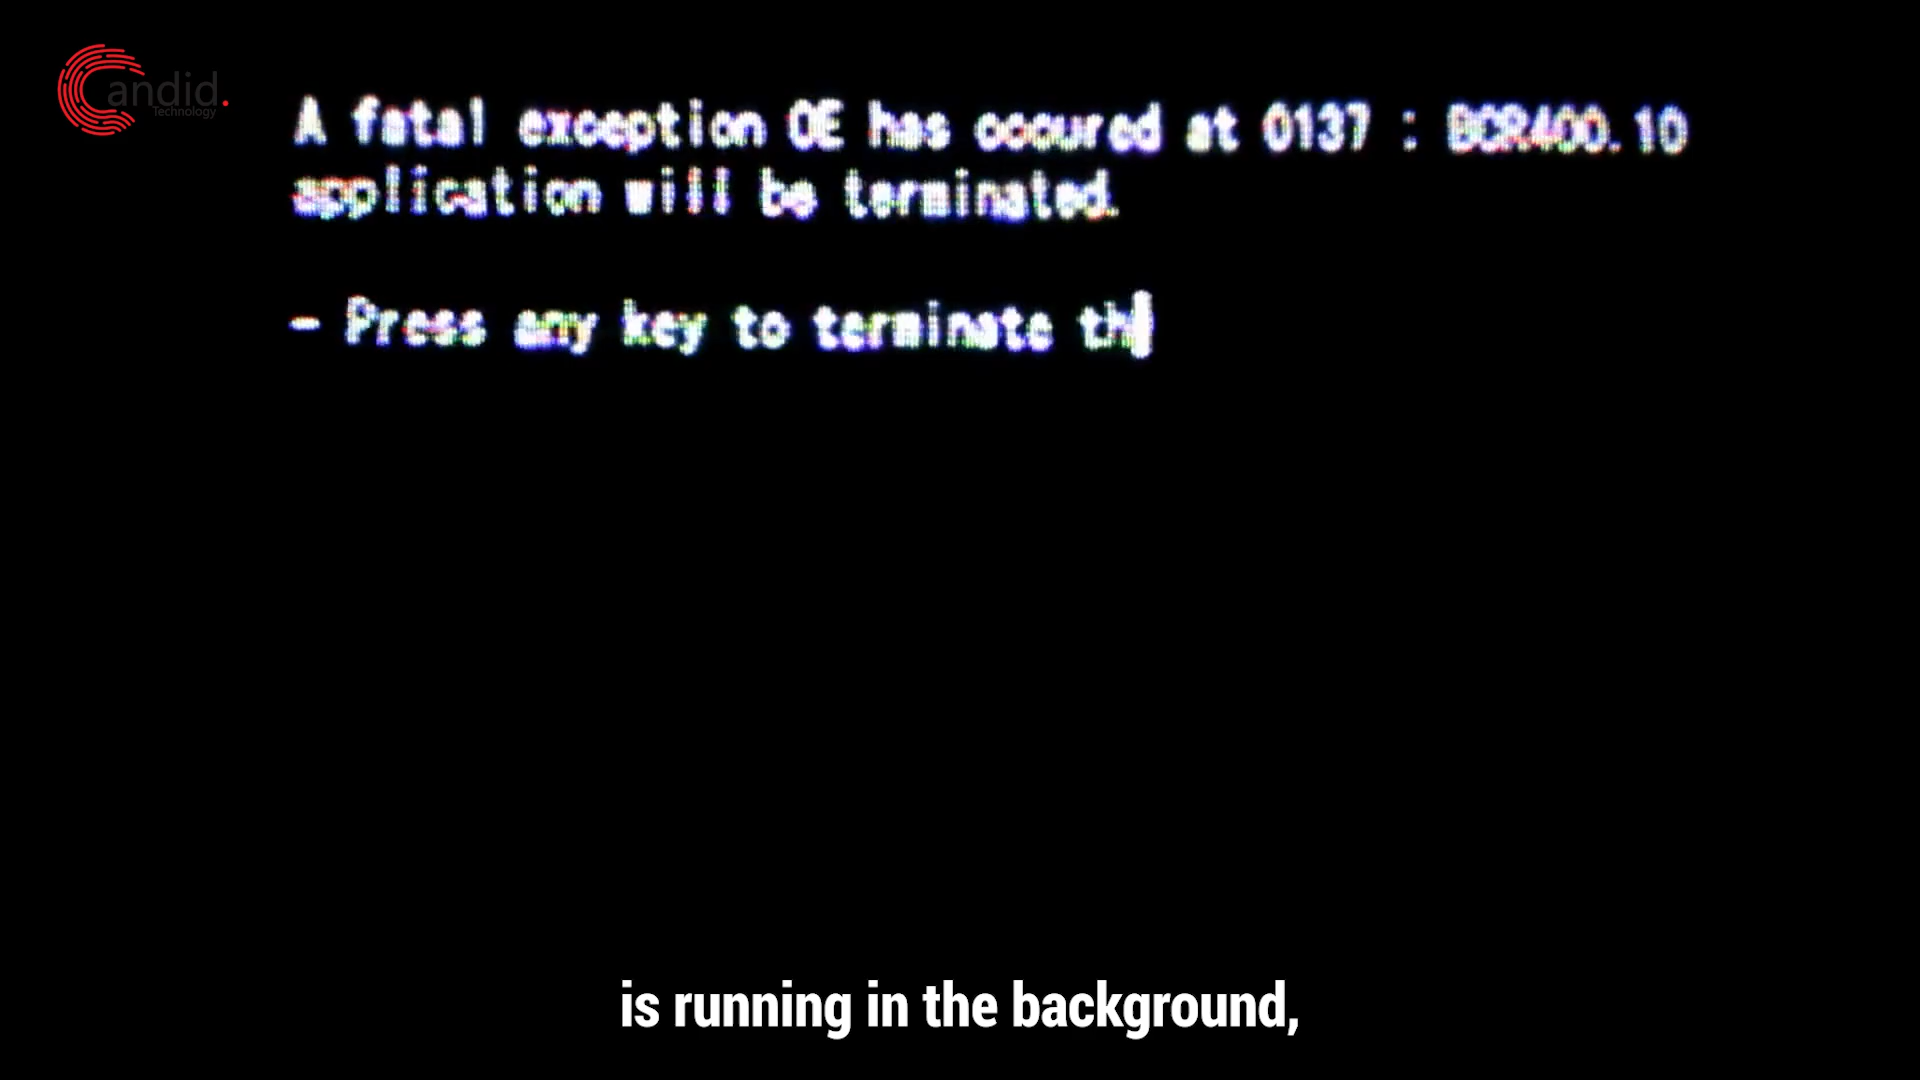 Candid.
Technology
A fatal exception OE has occured at 0137 : BCR400.10
application will be terminated.
- Press any key to terminate th
is running in the background,